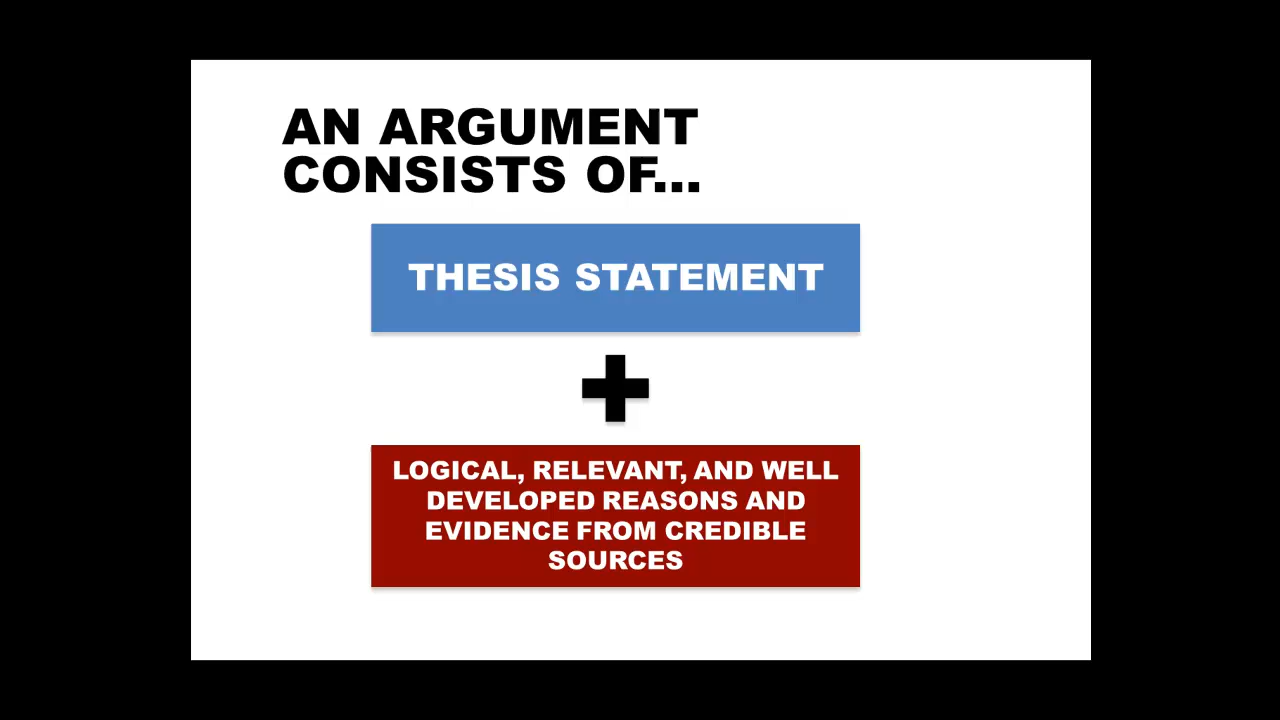 AN ARGUMENT
CONSISTS OF...
THESIS STATEMENT
LOGICAL, RELEVANT, AND WELL
DEVELOPED REASONS AND
EVIDENCE FROM CREDIBLE
SOURCES